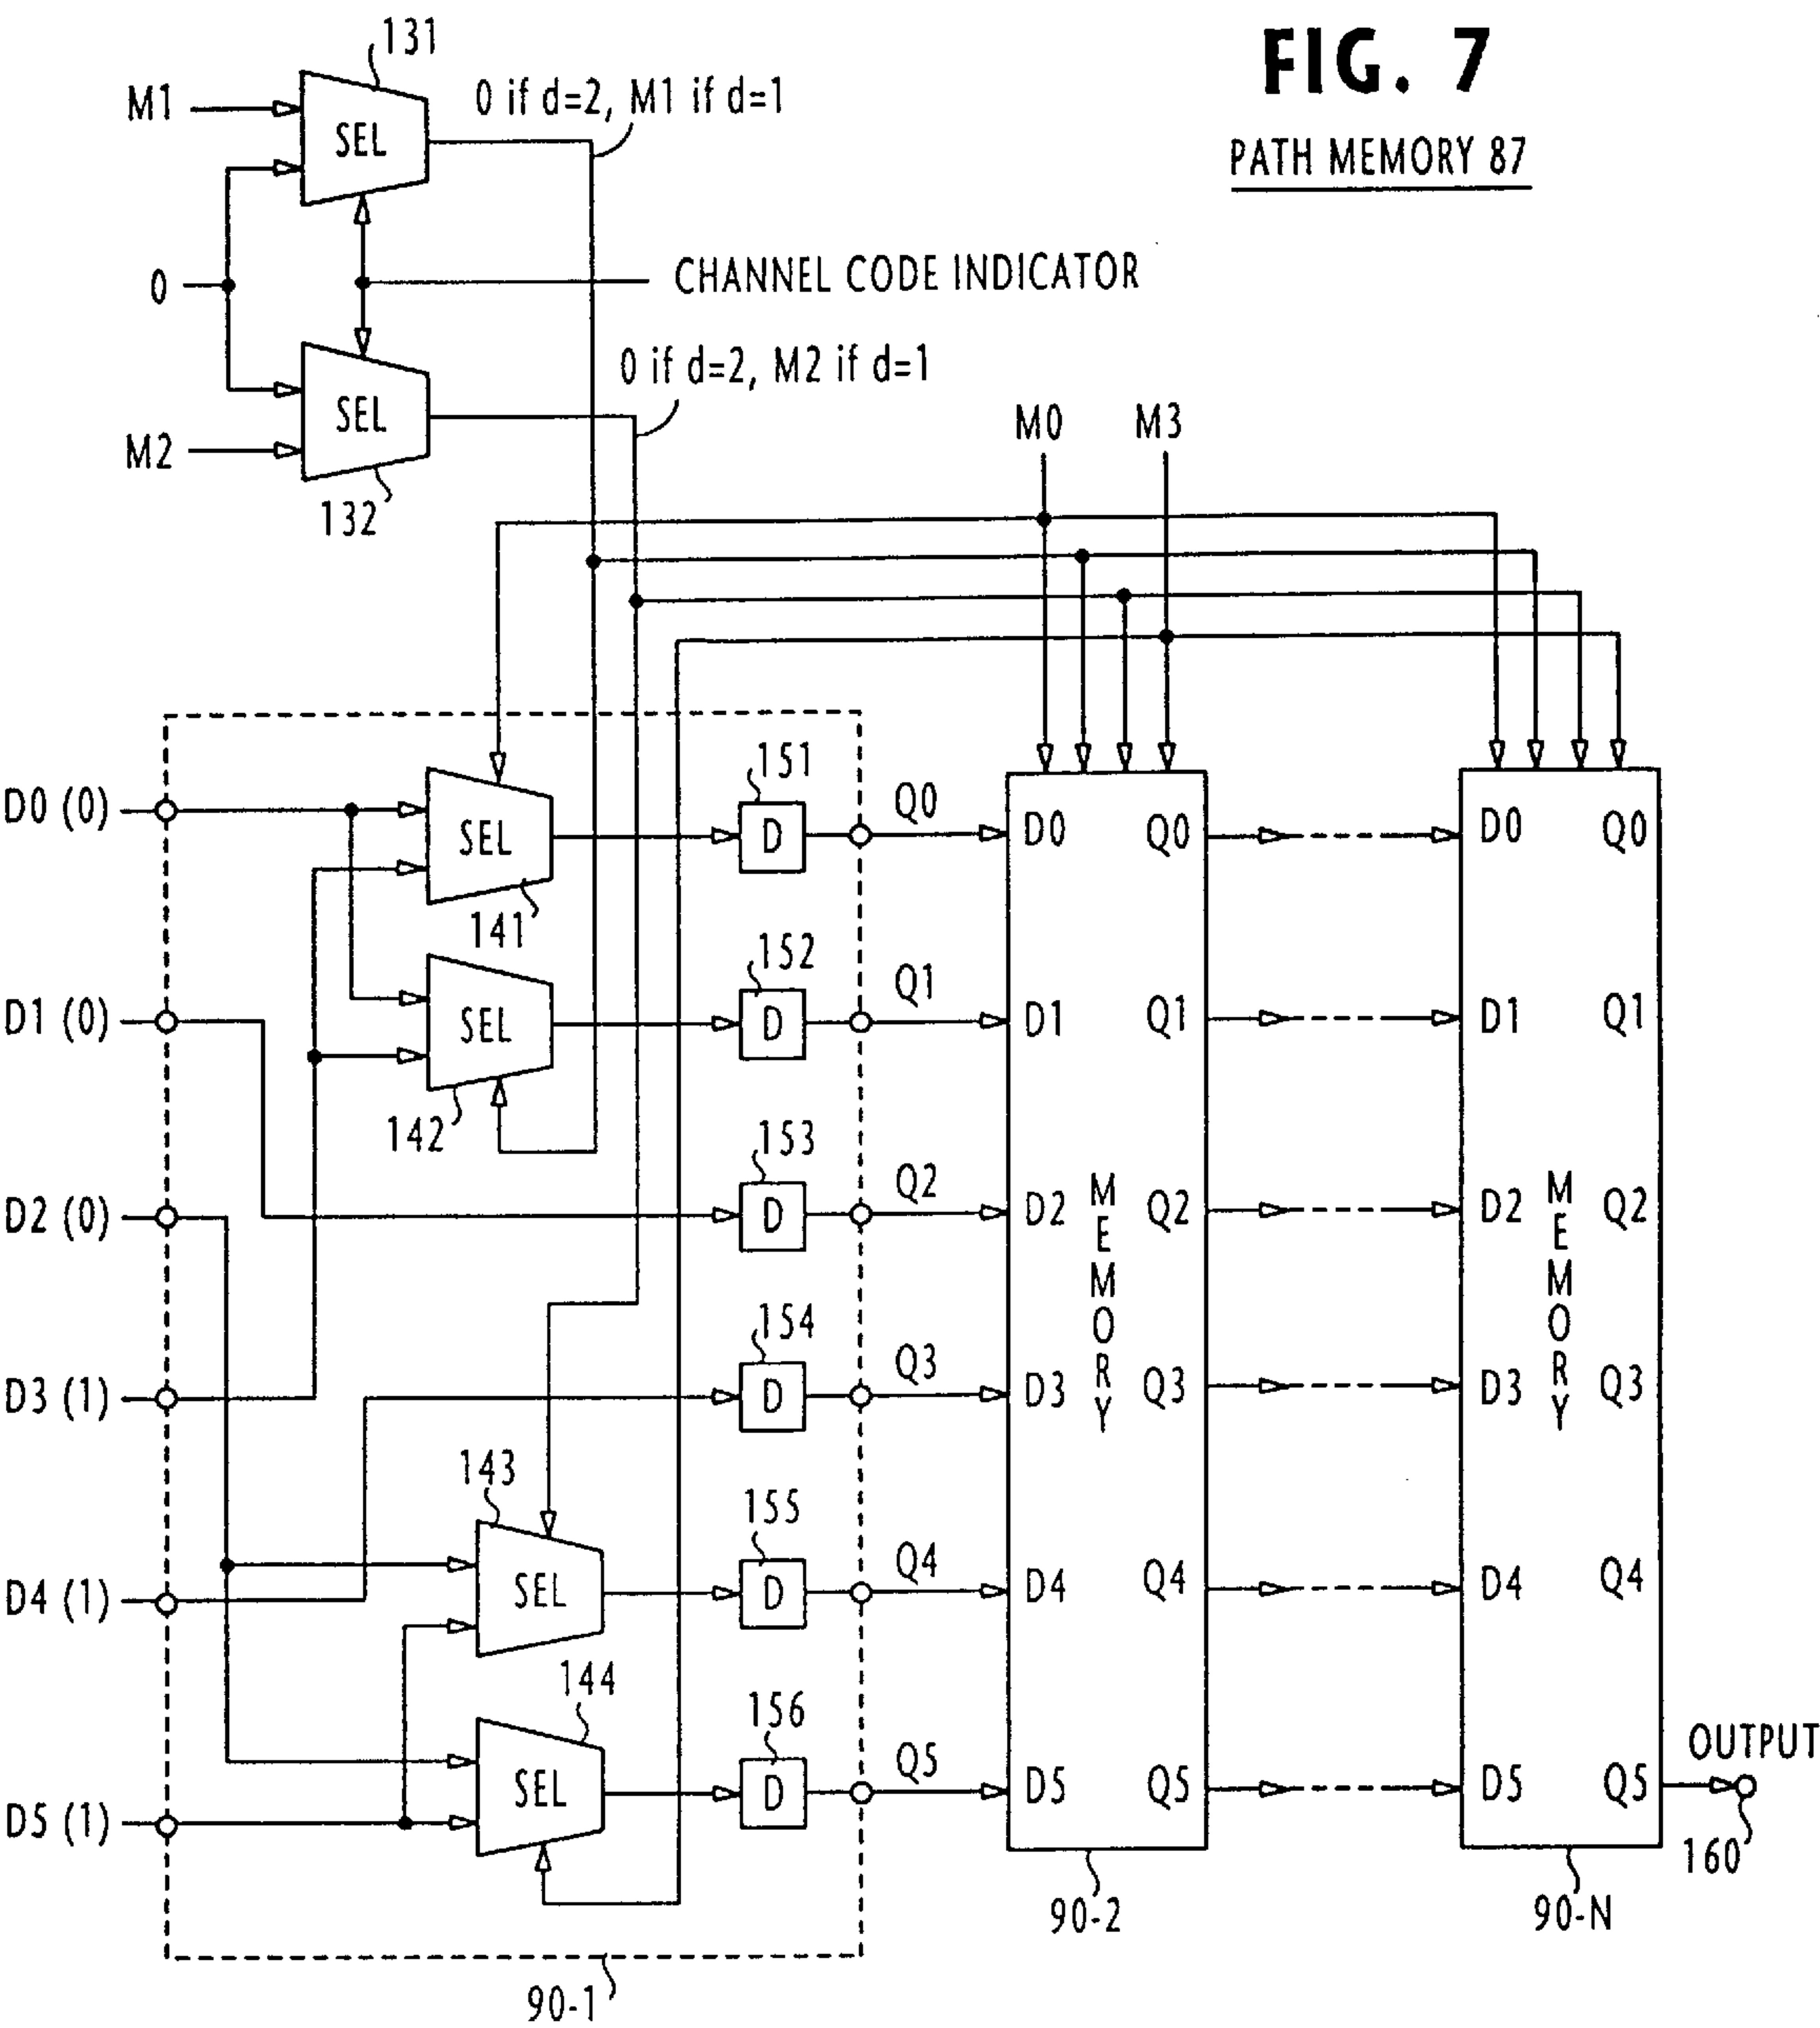 FIG. 7
PATH MEMORY 87
131
M1
SEL
0 if d=2, M1 if d=1
0
CHANNEL CODE INDICATOR
0 if d=2, M2 if d=1
SEL
M2
132
M0
M3
D0 (0)
SEL
141
151
D
Q0
D0
Q0
D0
Q0
D1 (0)
SEL
142
152
D
Q1
D1
Q1
D1
Q1
D2 (0)
153
D
Q2
D2
Q2
D2
Q2
MEMORY
MEMORY
D3 (1)
154
D
Q3
D3
Q3
D3
Q3
143
SEL
D4 (1)
155
D
Q4
D4
Q4
D4
Q4
144
SEL
D5 (1)
156
D
Q5
D5
Q5
D5
Q5
OUTPUT
160
90-1
90-2
90-N